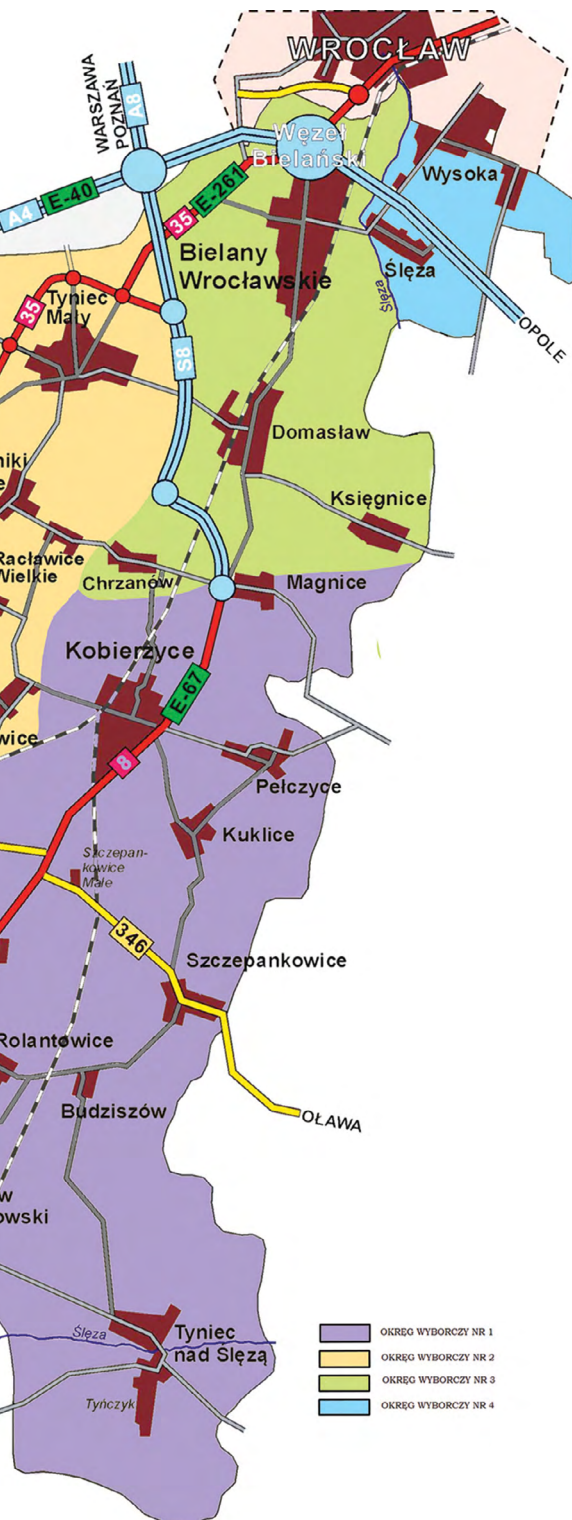 WROCŁAW
WARSZAWA
POZNAŃ
A8
Węzeł
Bielański
Wysoka
E-40
A4
E-261
35
Bielany
Wrocławskie
Ślęza
Ślęza
OPOLE
35
Tyniec
Mały
S8
Domasław
niki
e
Księgnice
Racławice
Wielkie
Chrzanów
Magnice
Kobierzyce
E-67
wice
8
Pełczyce
Kuklice
Szczepan-
kowice
Małe
346
Szczepankowice
Rolantowice
Budziszów
OŁAWA
w
owski
Ślęza
Tyniec
nad Ślęzą
Tyńczyk
OKRĘG WYBORCZY NR 1
OKRĘG WYBORCZY NR 2
OKRĘG WYBORCZY NR 3
OKRĘG WYBORCZY NR 4